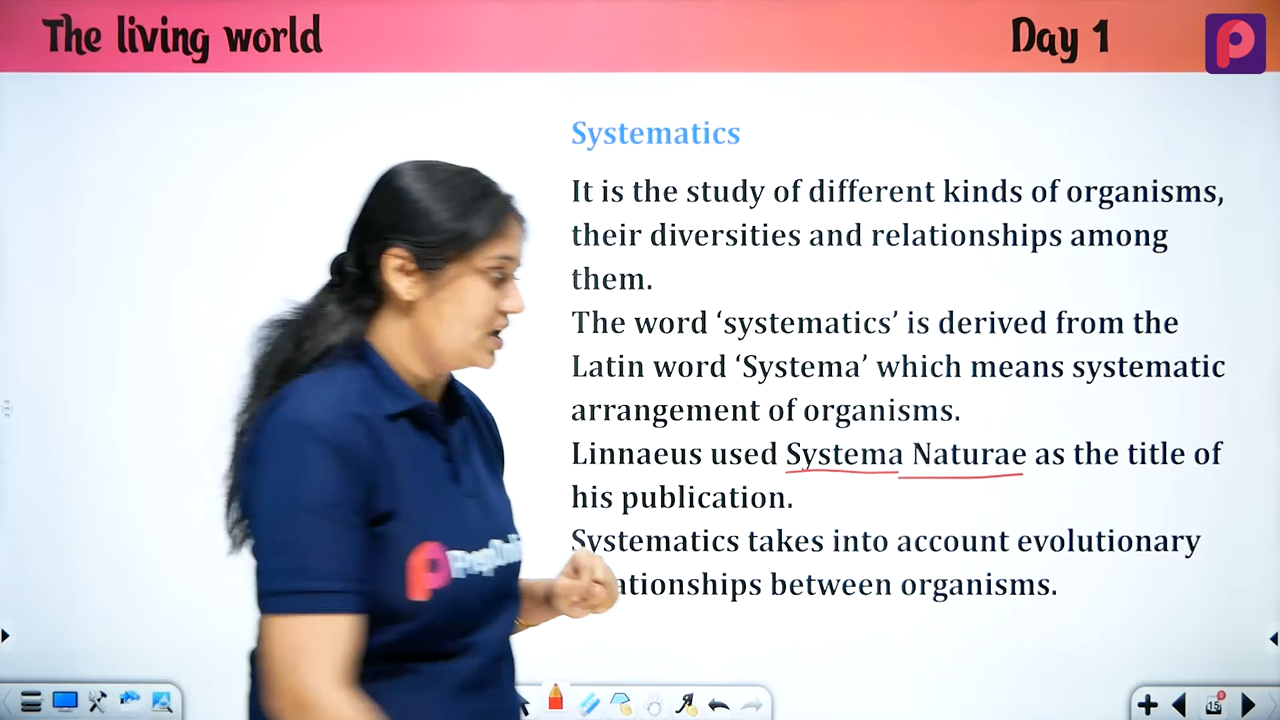 The living world
Day 1
Systematics
It is the study of different kinds of organisms,
their diversities and relationships among
them.
The word ‘systematics’ is derived from the
Latin word ‘Systema’ which means systematic
arrangement of organisms.
Linnaeus used Systema Naturae as the title of
his publication.
Systematics takes into account evolutionary
between organisms.
15